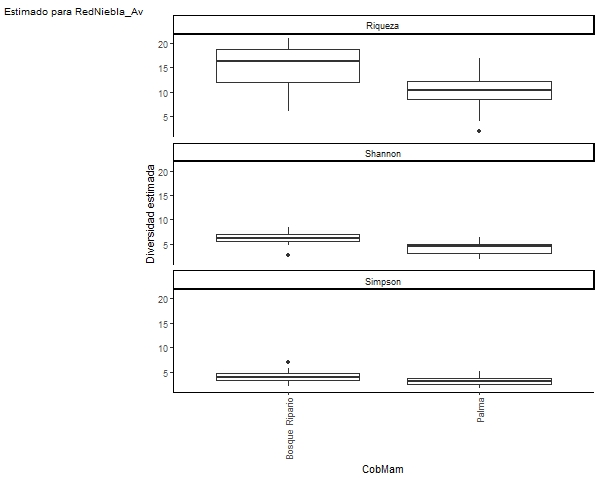 Estimado para RedNiebla_Av
Riqueza
20
15
10
5
Shannon
20
15
10
5
Simpson
20
15
10
5
Diversidad estimada
Bosque Ripario
Palma
CobMam